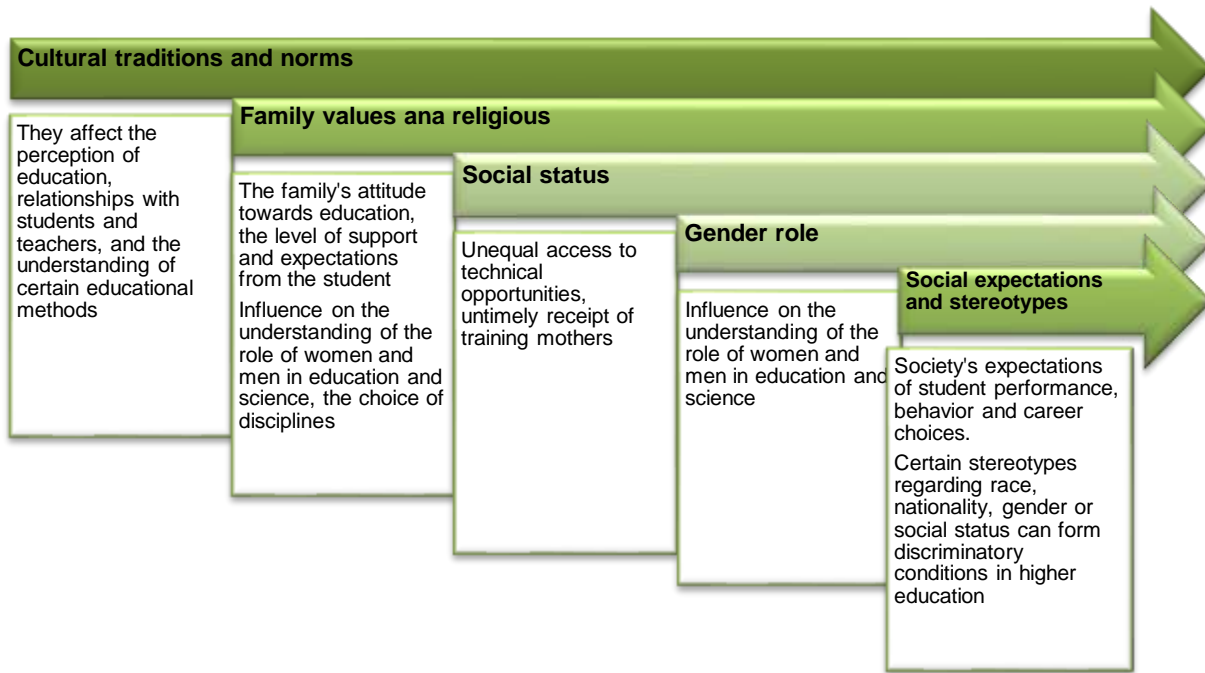 Cultural traditions and norms
They affect the
perception of
education,
relationships with
students and
teachers, and the
understanding of
certain educational
methods
Family values ana religious
The family's attitude
towards education,
the level of support
and expectations
from the student
Influence on the
understanding of the
role of women and
men in education and
science, the choice of
disciplines
Social status
Unequal access to
technical
opportunities,
untimely receipt of
training mothers
Gender role
Influence on the
understanding of the
role of women and
men in education and
science
Social expectations
and stereotypes
Society's expectations
of student performance,
behavior and career
choices.
Certain stereotypes
regarding race,
nationality, gender or
social status can form
discriminatory
conditions in higher
education